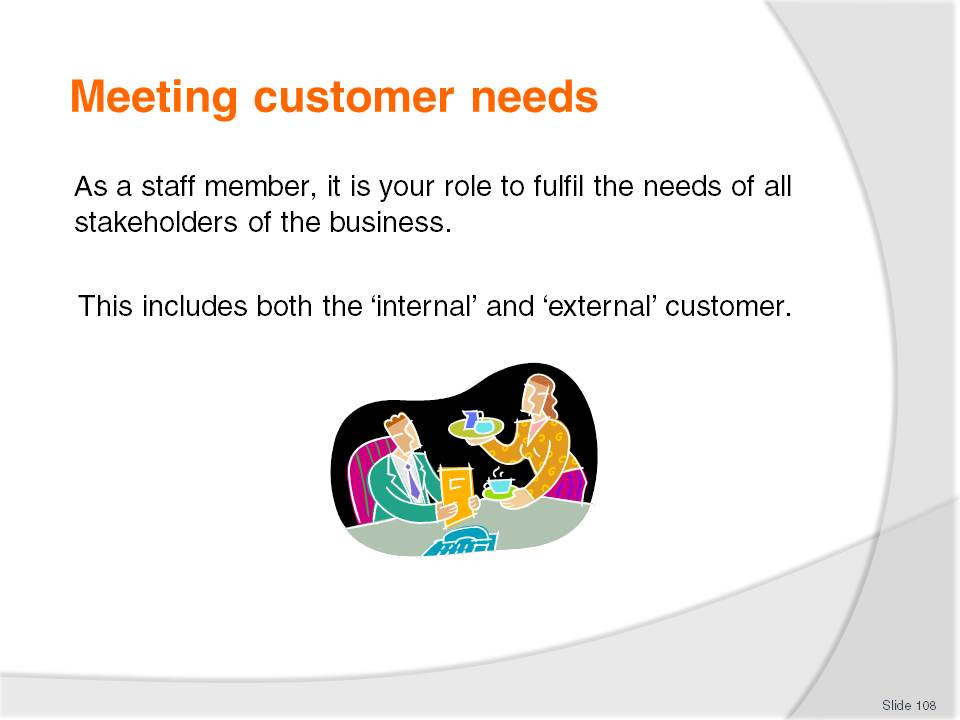 Meeting customer needs
As a staff member, it is your role to fulfil the needs of all
stakeholders of the business.
This includes both the ‘internal’ and ‘external’ customer.
Slide 108